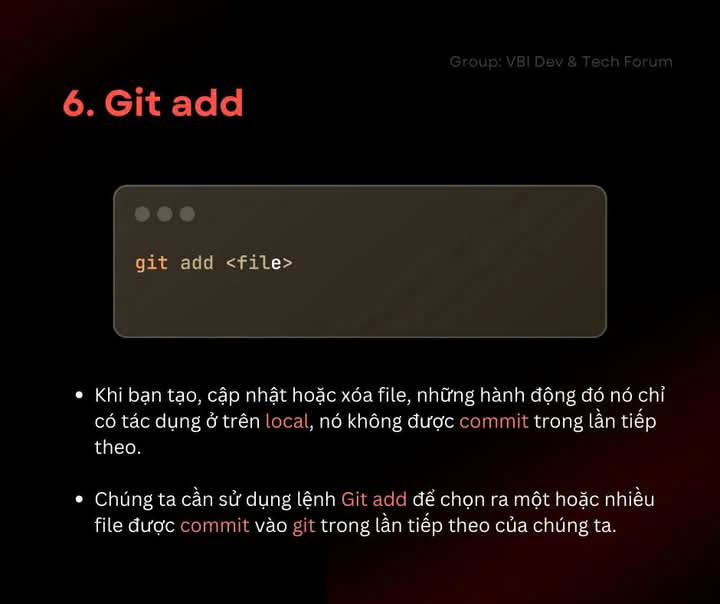 Group: VBI Dev & Tech Forum
6. Git add
git add <file>
Khi bạn tạo, cập nhật hoặc xóa file, những hành động đó nó chỉ
có tác dụng ở trên local, nó không được commit trong lần tiếp
theo.
Chúng ta cần sử dụng lệnh Git add để chọn ra một hoặc nhiều
file được commit vào git trong lần tiếp theo của chúng ta.